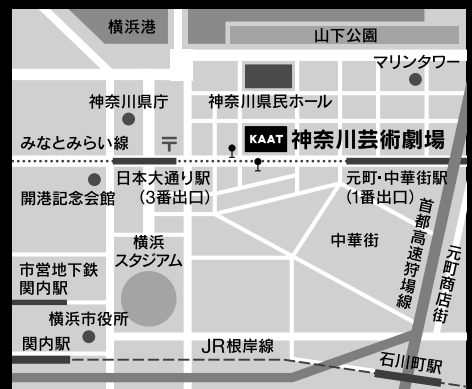 横浜港
山下公園
マリンタワー
神奈川県庁
神奈川県民ホール
みなとみらい線
〒
KAAT 神奈川芸術劇場
開港記念会館
日本大通り駅
(3番出口)
元町・中華街駅
(1番出口)
首都高速狩場線
元町商店街
中華街
横浜
スタジアム
市営地下鉄
関内駅
横浜市役所
関内駅
JR根岸線
石川町駅